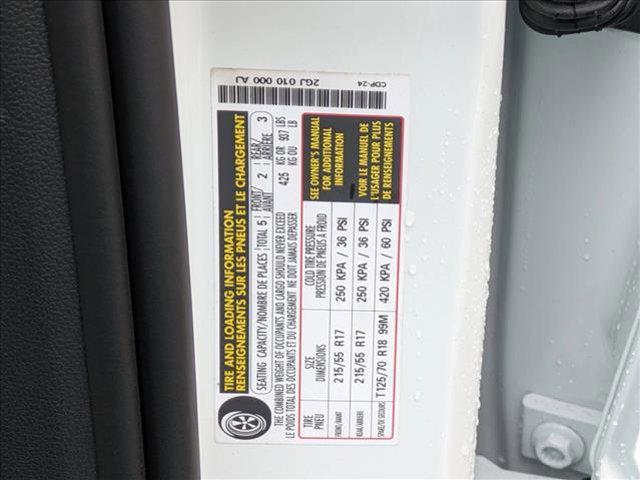 TIRE AND LOADING INFORMATION
RENSEIGNEMENTS SUR LES PNEUS ET LE CHARGEMENT
SEATING CAPACITY/NOMBRE DE PLACES TOTAL 5 FRONT/AVANT 2 REAR/ARRIÈRE 3
THE COMBINED WEIGHT OF OCCUPANTS AND CARGO SHOULD NEVER EXCEED 425 KG OR 937 LBS
LE POIDS TOTAL DES OCCUPANTS ET DU CHARGEMENT NE DOIT JAMAIS DÉPASSER KG OU LB
TIRE PNEU SIZE DIMENSIONS COLD TIRE PRESSURE PRESSION DE PNEUS À FROID
FRONT/AVANT 215/55 R17 250 KPA / 36 PSI
REAR/ARRIÈRE 215/55 R17 250 KPA / 36 PSI
SPARE/DE SECOURS T125/70 R18 99M 420 KPA / 60 PSI
SEE OWNER'S MANUAL
FOR ADDITIONAL
INFORMATION
VOIR LE MANUEL DE
L'USAGER POUR PLUS
DE RENSEIGNEMENTS
2GJ 010 000 AJ
CDP-24